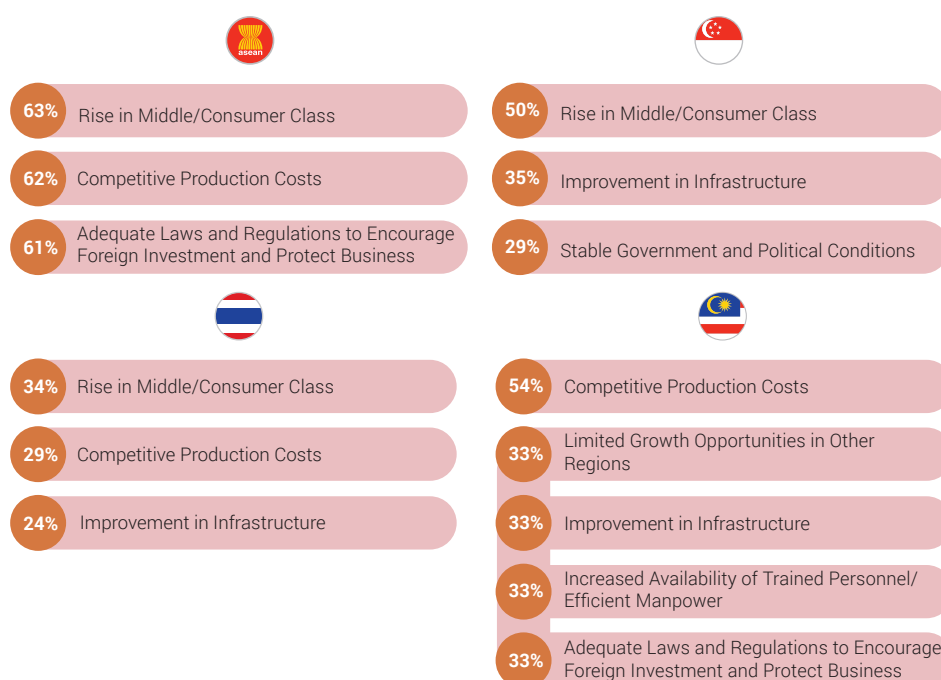 asean
63% Rise in Middle/Consumer Class
62% Competitive Production Costs
61% Adequate Laws and Regulations to Encourage
Foreign Investment and Protect Business
50% Rise in Middle/Consumer Class
35% Improvement in Infrastructure
29% Stable Government and Political Conditions
34% Rise in Middle/Consumer Class
29% Competitive Production Costs
24% Improvement in Infrastructure
54% Competitive Production Costs
33% Limited Growth Opportunities in Other
Regions
33% Improvement in Infrastructure
33% Increased Availability of Trained Personnel/
Efficient Manpower
33% Adequate Laws and Regulations to Encourage
Foreign Investment and Protect Business